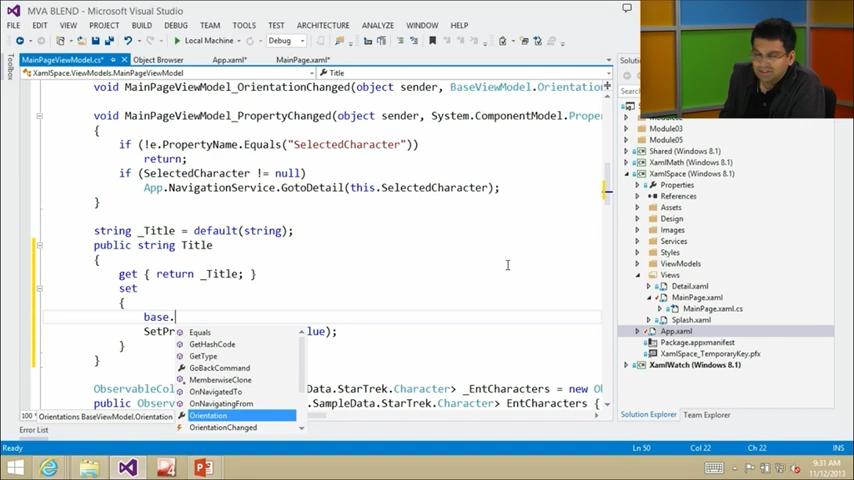 MVA BLEND - Microsoft Visual Studio
FILE EDIT VIEW PROJECT BUILD DEBUG TEAM TOOLS TEST ARCHITECTURE ANALYZE WINDOW HELP
Local Machine Debug
MainPageViewModel.cs* Object Browser App.xaml* MainPage.xaml*
XamlSpace.ViewModels.MainPageViewModel Title
Toolbox
void MainPageViewModel_OrientationChanged(object sender, BaseViewModel.Orientation
void MainPageViewModel_PropertyChanged(object sender, System.ComponentModel.Prope
{
if (!e.PropertyName.Equals("SelectedCharacter"))
return;
if (SelectedCharacter != null)
App.NavigationService.GotoDetail(this.SelectedCharacter);
}
string _Title = default(string);
public string Title
{
get { return _Title; }
set
{
base.
SetPr lue);
}
}
Equals
GetHashCode
GetType
GoBackCommand
MemberwiseClone
OnNavigatedTo
OnNavigatingFrom
Orientation
OrientationChanged
ObservableCol Data.StarTrek.Character> _EntCharacters = new Ob
public Observ .SampleData.StarTrek.Character> EntCharacters {
100 Orientations BaseViewModel.Orientation
Error List
Solutio
Search
Module03
Module05
Shared (Windows 8.1)
XamlMath (Windows 8.1)
XamlSpace (Windows 8.1)
Properties
References
Assets
Design
Images
Services
Styles
ViewModels
Views
Detail.xaml
MainPage.xaml
MainPage.xaml.cs
Splash.xaml
App.xaml
Package.appxmanifest
XamlSpace_TemporaryKey.pfx
XamlWatch (Windows 8.1)
Solution Explorer Team Explorer
Ready Ln 50 Col 22 Ch 22 INS
9:31 AM
11/12/2013